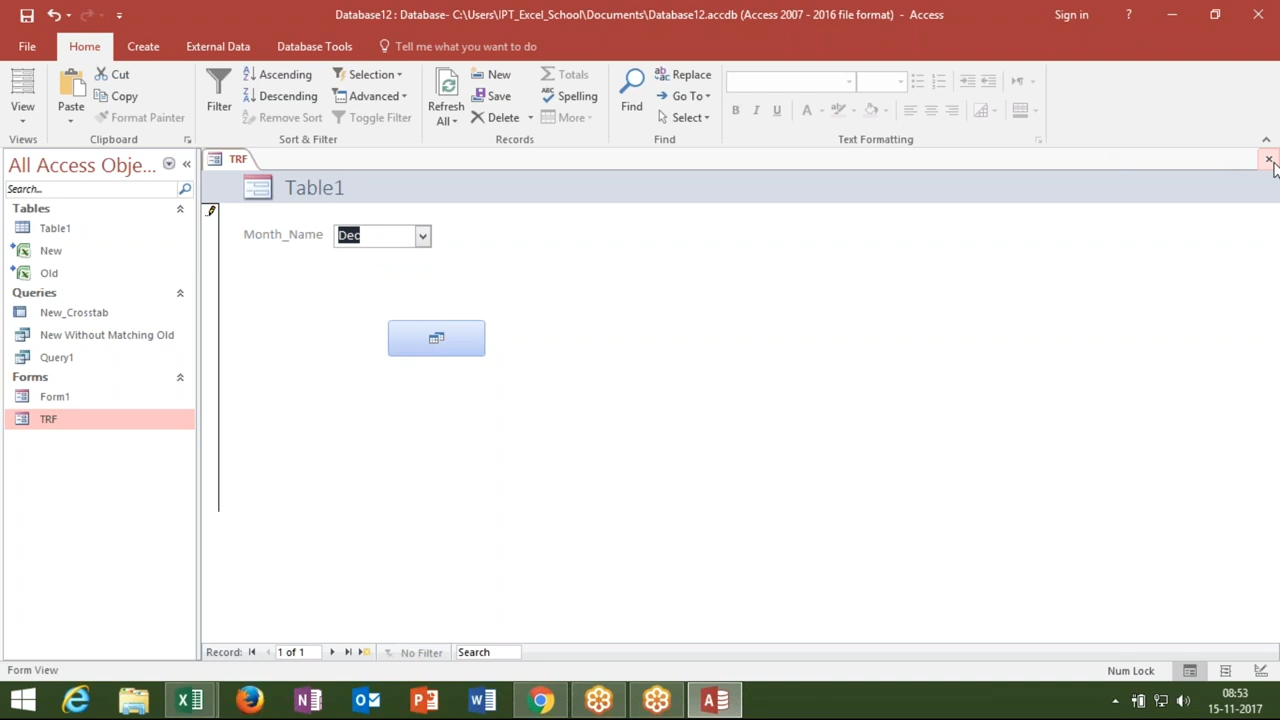 Database12 : Database- C:\Users\IPT_Excel_School\Documents\Database12.accdb (Access 2007 - 2016 file format) - Access
Sign in
?
File
Home
Create
External Data
Database Tools
Tell me what you want to do
View
Views
Paste
Cut
Copy
Format Painter
Clipboard
Filter
Ascending
Descending
Remove Sort
Selection
Advanced
Toggle Filter
Sort & Filter
Refresh All
New
Save
Delete
Totals
Spelling
More
Records
Find
Replace
Go To
Select
Find
B I U A
Text Formatting
All Access Obje...
Search...
Tables
Table1
New
Old
Queries
New_Crosstab
New Without Matching Old
Query1
Forms
Form1
TRF
TRF
Table1
Month_Name
Dec
Record:
1 of 1
No Filter
Search
Form View
Num Lock
08:53
15-11-2017